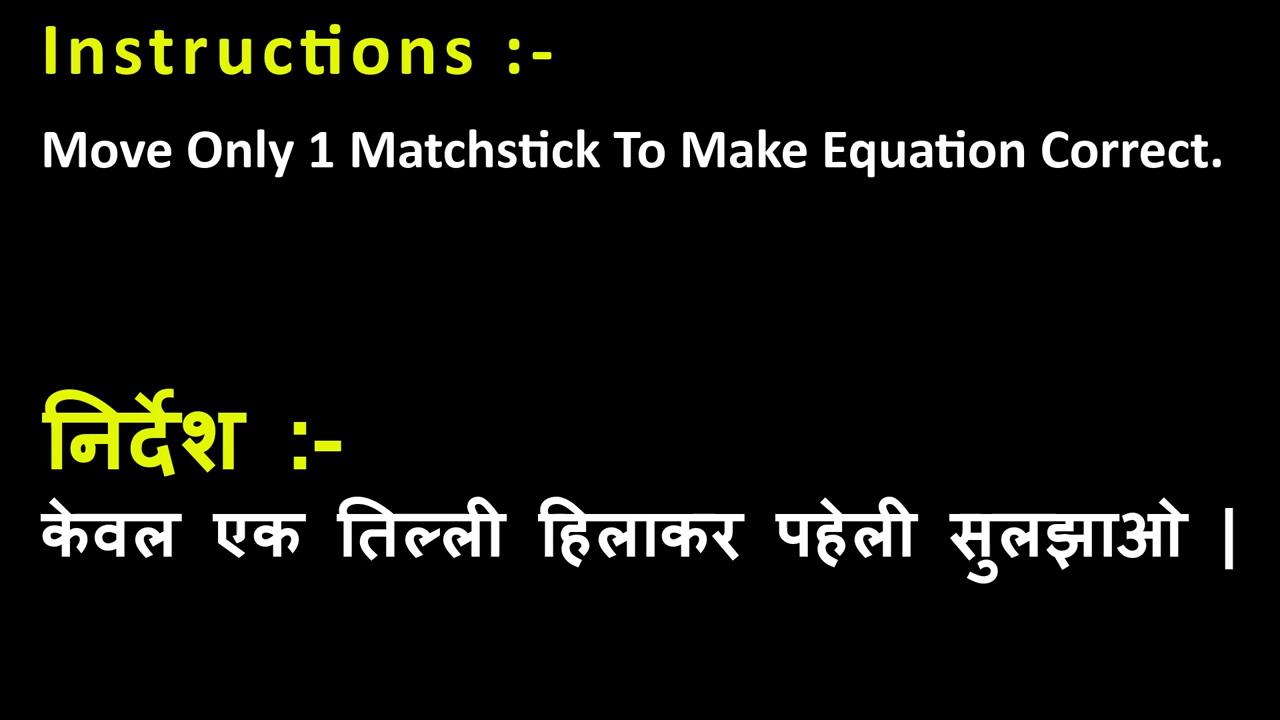 Instructions :-
Move Only 1 Matchstick To Make Equation Correct.
निर्देश :-
केवल एक तिल्ली हिलाकर पहेली सुलझाओ |